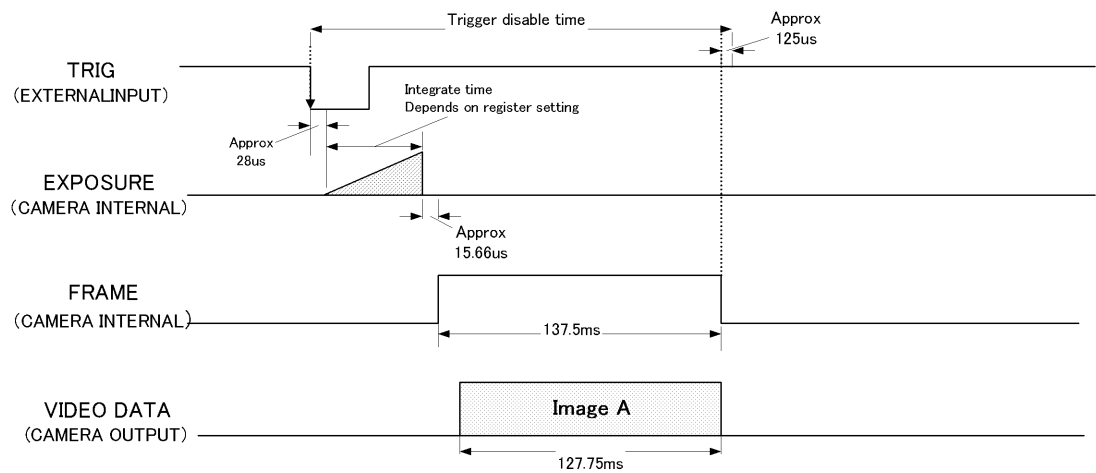 Trigger disable time
Approx
125us
TRIG
(EXTERNALINPUT)
Integrate time
Depends on register setting
Approx
28us
EXPOSURE
(CAMERA INTERNAL)
Approx
15.66us
FRAME
(CAMERA INTERNAL)
137.5ms
VIDEO DATA
(CAMERA OUTPUT)
Image A
127.75ms